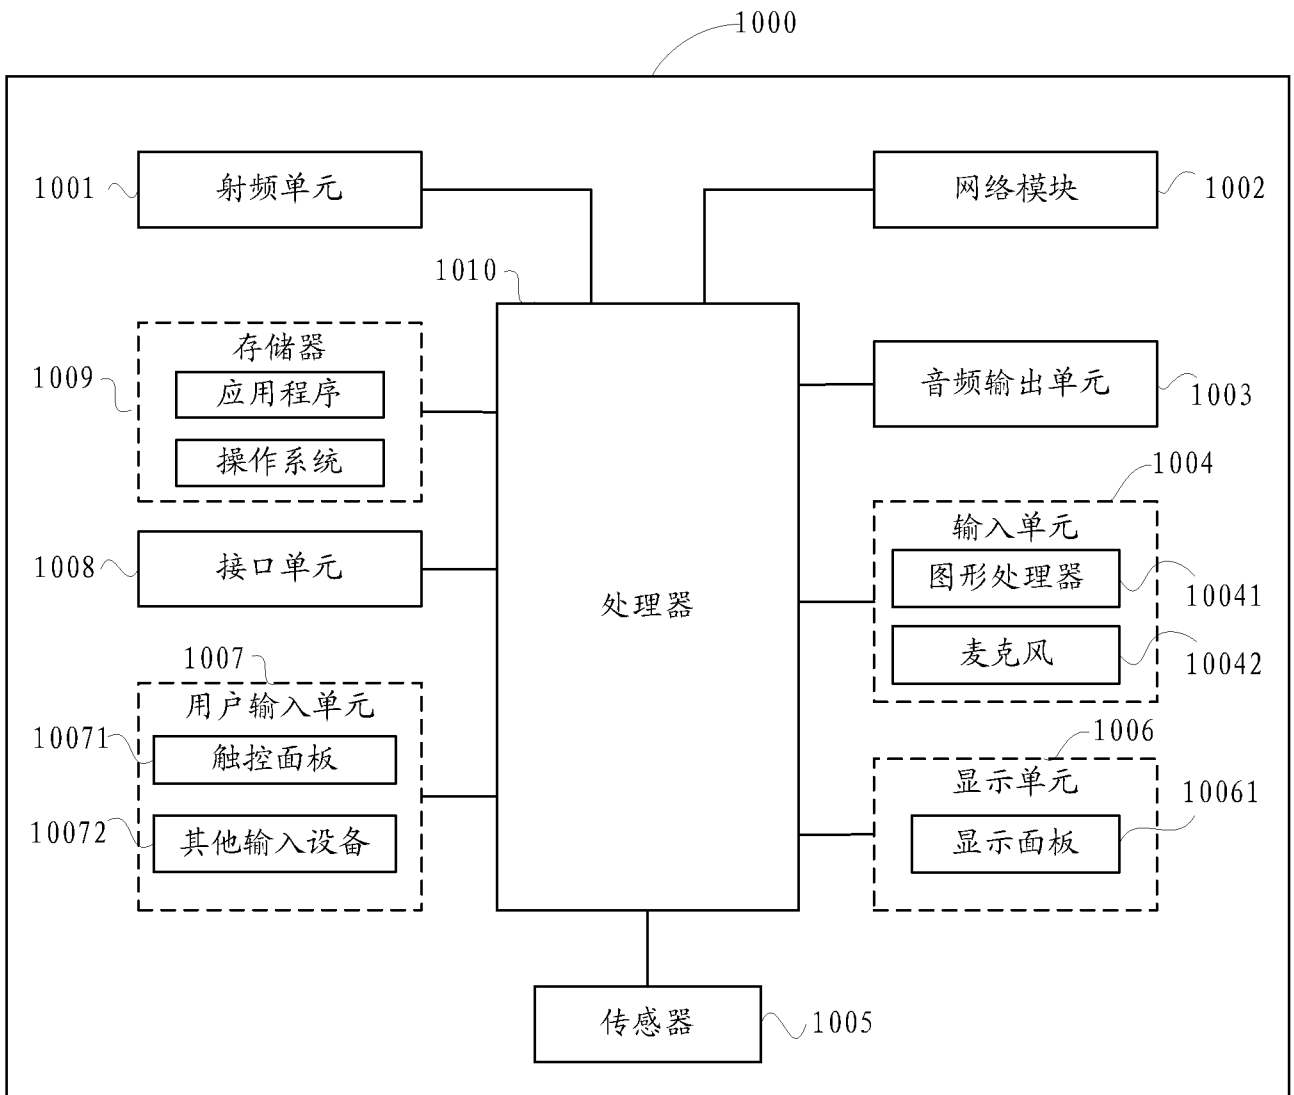 1000
1001
射频单元
网络模块
1002
1010
存储器
1009
应用程序
操作系统
音频输出单元
1003
1004
输入单元
图形处理器
10041
麦克风
10042
1008
接口单元
处理器
1007
用户输入单元
10071
触控面板
10072
其他输入设备
1006
显示单元
10061
显示面板
传感器
1005